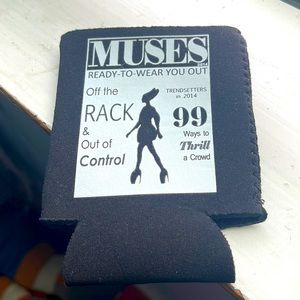 MUSES
2014
READY-TO-WEAR YOU OUT
Off the
RACK
&
Out of
Control
TRENDSETTERS
in 2014
99
Ways to
Thrill
a Crowd